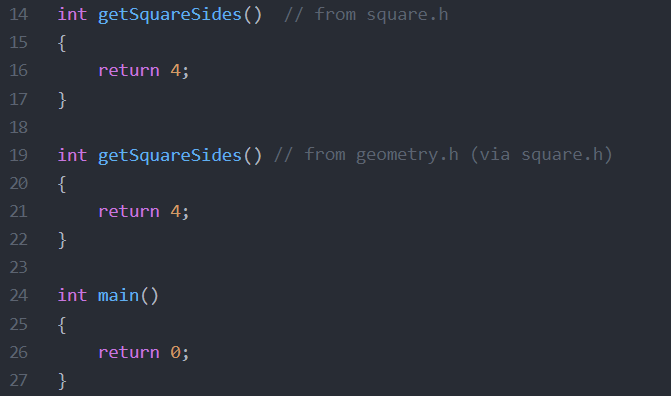 14 int getSquareSides()  // from square.h
15 {
16     return 4;
17 }
18
19 int getSquareSides() // from geometry.h (via square.h)
20 {
21     return 4;
22 }
23
24 int main()
25 {
26     return 0;
27 }